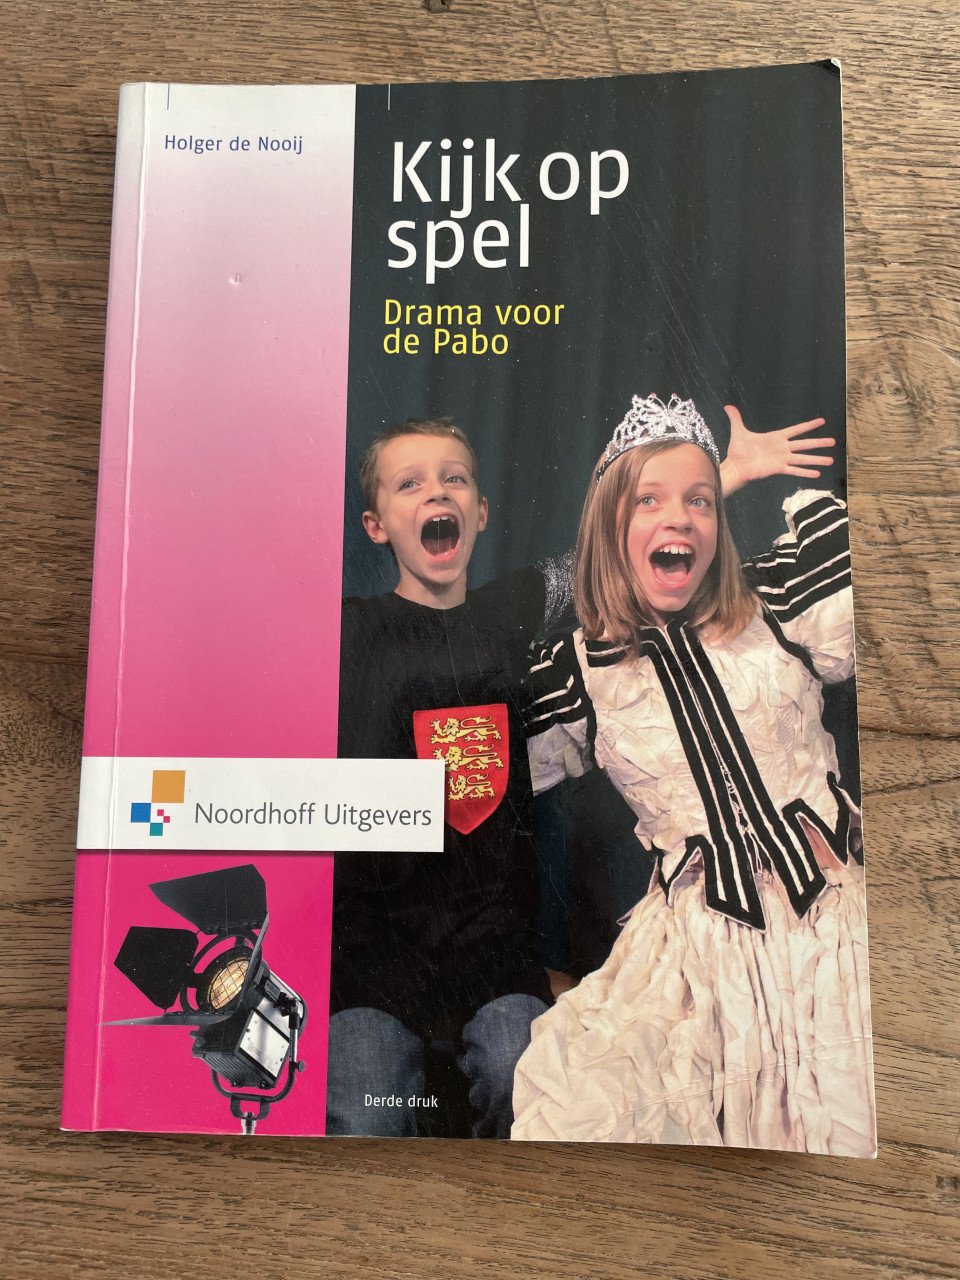 Holger de Nooij
Kijk op
spel
Drama voor
de Pabo
Noordhoff Uitgevers
Derde druk